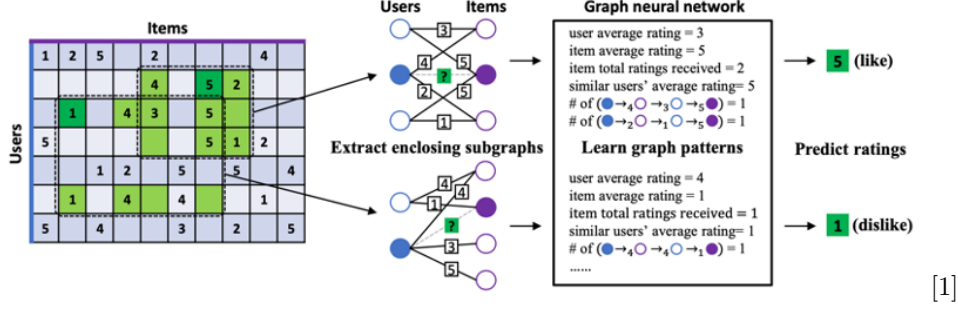 Items
Users
1 2 5 2 4
4 5 2
1 4 3 5
5 5 1 2
1 2 5 5 4
1 4 4 1
5 4 3 2 5
Users Items
3
4 5
?
2 5
1
Extract enclosing subgraphs
4
4
1
?
3
5
Graph neural network
user average rating = 3
item average rating = 5
item total ratings received = 2
similar users’ average rating= 5
# of (●→₄○→₃○→₅●) = 1
# of (●→₂○→₁○→₅●) = 1
Learn graph patterns
user average rating = 4
item average rating = 1
item total ratings received = 1
similar users’ average rating= 1
# of (●→₄○→₄○→₁●) = 1
......
5 (like)
Predict ratings
1 (dislike)
[1]